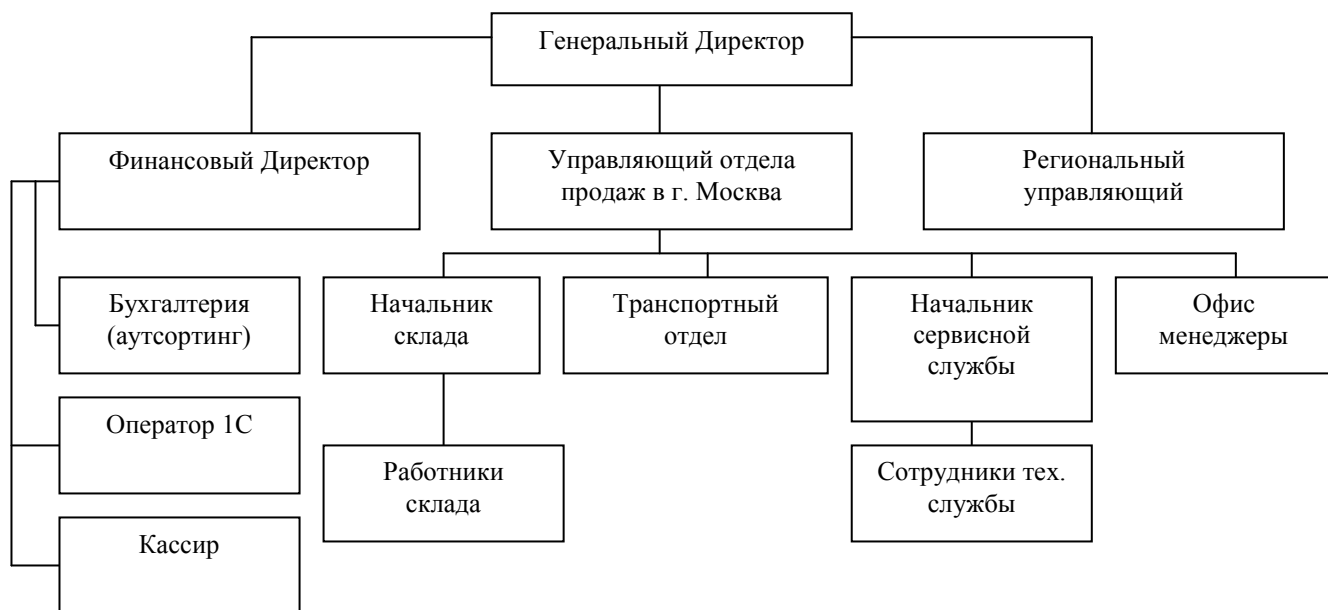 Генеральный Директор
Финансовый Директор
Управляющий отдела
продаж в г. Москва
Региональный
управляющий
Бухгалтерия
(аутсортинг)
Начальник
склада
Транспортный
отдел
Начальник
сервисной
службы
Офис
менеджеры
Оператор 1С
Работники
склада
Сотрудники тех.
службы
Кассир